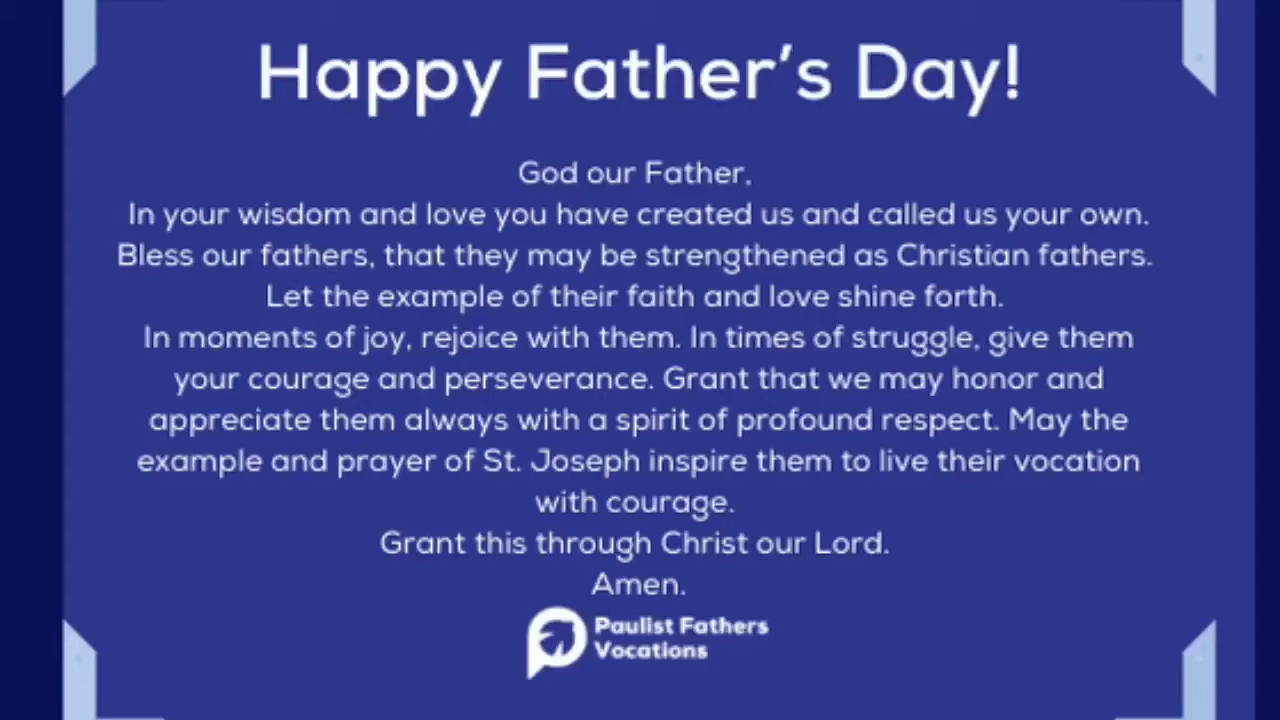 Happy Father's Day!
God our Father,
In your wisdom and love you have created us and called us your own.
Bless our fathers, that they may be strengthened as Christian fathers.
Let the example of their faith and love shine forth.
In moments of joy, rejoice with them. In times of struggle, give them
your courage and perseverance. Grant that we may honor and
appreciate them always with a spirit of profound respect. May the
example and prayer of St. Joseph inspire them to live their vocation
with courage.
Grant this through Christ our Lord.
Amen.
Paulist Fathers
Vocations